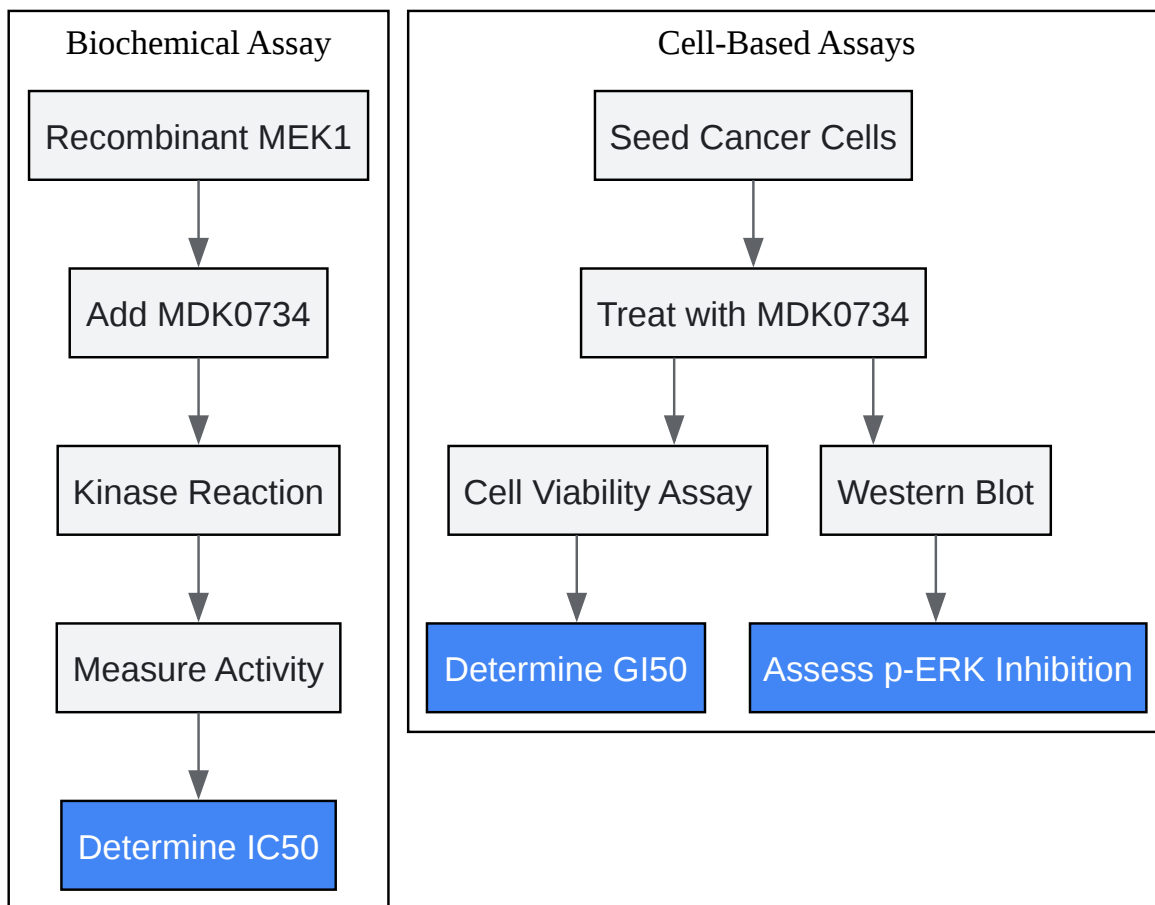 Biochemical Assay
Recombinant MEK1
Add MDK0734
Kinase Reaction
Measure Activity
Determine IC50
Cell-Based Assays
Seed Cancer Cells
Treat with MDK0734
Cell Viability Assay
Western Blot
Determine GI50
Assess p-ERK Inhibition